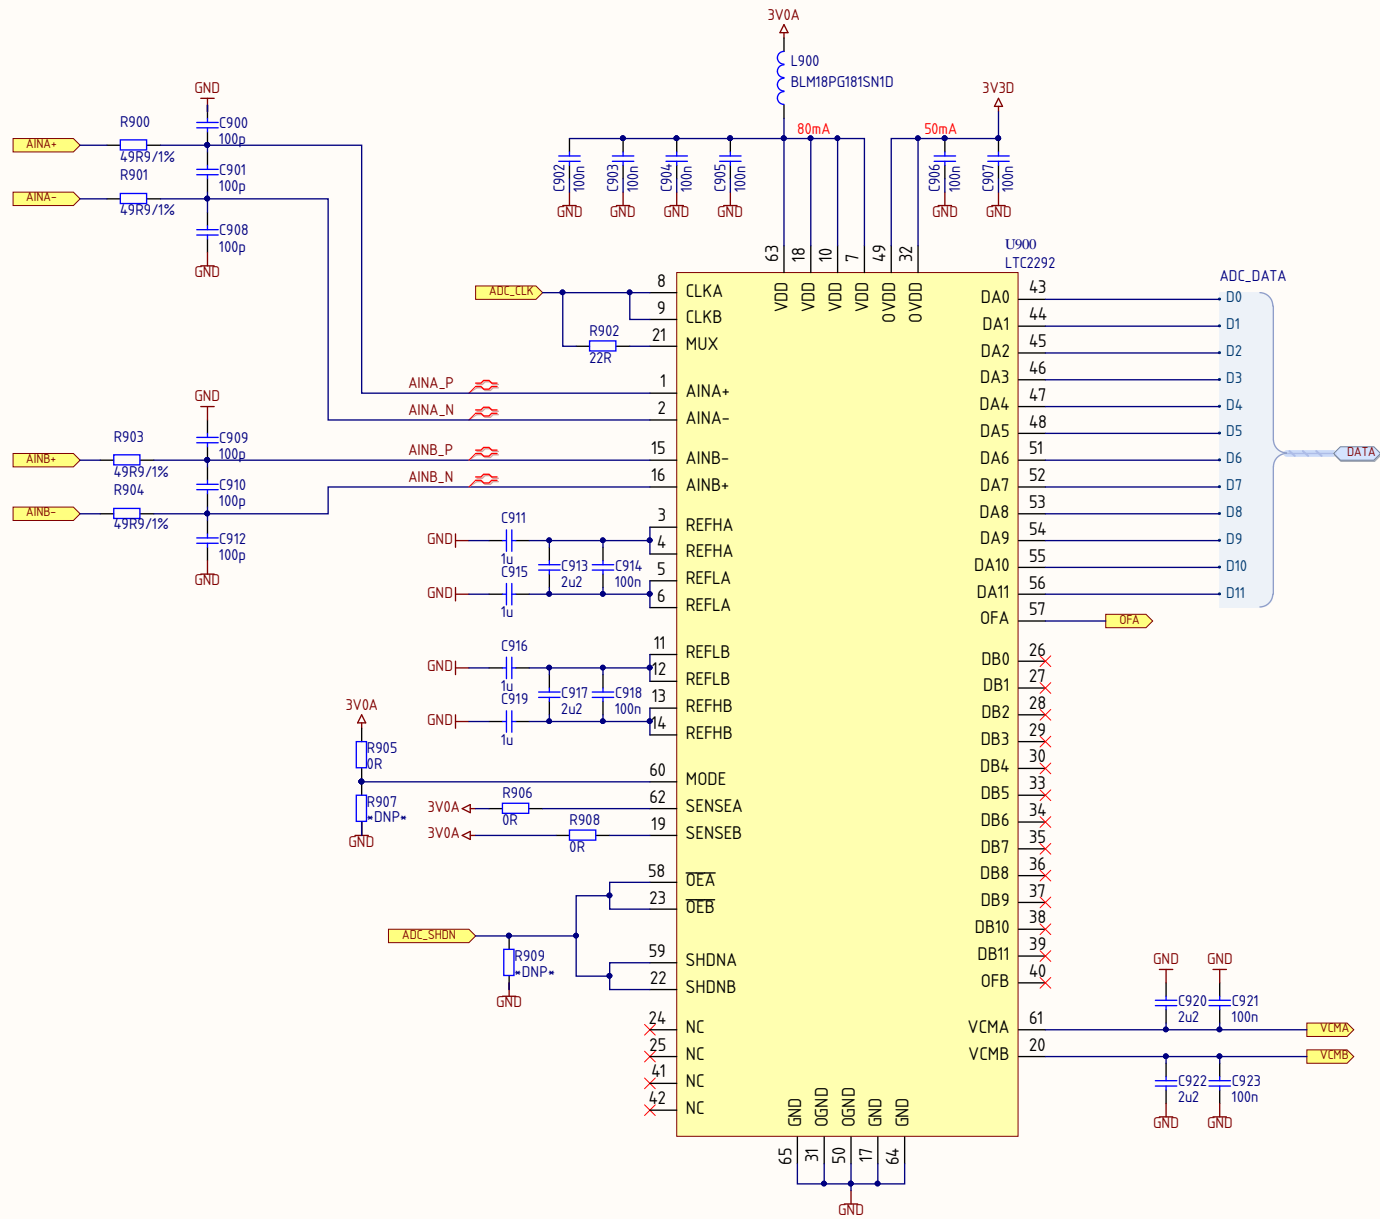 3V0A
L900
BLM18PG181SN1D
80mA
3V3D
50mA
C902
100n
GND
C903
100n
GND
C904
100n
GND
C905
100n
GND
C906
100n
GND
C907
100n
GND
GND
R900
C900
100p
AINA+
49R9/1%
R901
C901
100p
AINA-
49R9/1%
C908
100p
GND
U900
LTC2292
63
18
10
7
49
32
VDD
VDD
VDD
VDD
OVDD
OVDD
ADC_CLK
8
CLKA
9
CLKB
R902
22R
21
MUX
AINA_P
1
AINA+
AINA_N
2
AINA-
GND
R903
C909
100p
AINB+
49R9/1%
R904
C910
100p
AINB-
49R9/1%
C912
100p
GND
AINB_P
15
AINB-
AINB_N
16
AINB+
C911
GND
1u
C913
2u2
C914
100n
3
REFHA
4
REFHA
C915
GND
1u
5
REFLA
6
REFLA
C916
GND
1u
C917
2u2
C918
100n
11
REFLB
12
REFLB
C919
GND
1u
13
REFHB
14
REFHB
3V0A
R905
0R
R907
*DNP*
GND
60
MODE
3V0A
R906
0R
62
SENSEA
3V0A
R908
0R
19
SENSEB
58
OEA
23
OEB
ADC_SHDN
R909
*DNP*
GND
59
SHDNA
22
SHDNB
24
NC
25
NC
41
NC
42
NC
ADC_DATA
DA0 43 D0
DA1 44 D1
DA2 45 D2
DA3 46 D3
DA4 47 D4
DA5 48 D5
DA6 51 D6
DATA
DA7 52 D7
DA8 53 D8
DA9 54 D9
DA10 55 D10
DA11 56 D11
OFA 57 OFA
DB0 26
DB1 27
DB2 28
DB3 29
DB4 30
DB5 33
DB6 34
DB7 35
DB8 36
DB9 37
DB10 38
DB11 39
OFB 40
GND
GND
C920
2u2
C921
100n
VCMA 61 VCMA
VCMB 20 VCMB
C922
2u2
C923
100n
GND
GND
GND
OGND
OGND
GND
GND
65
31
50
17
64
GND